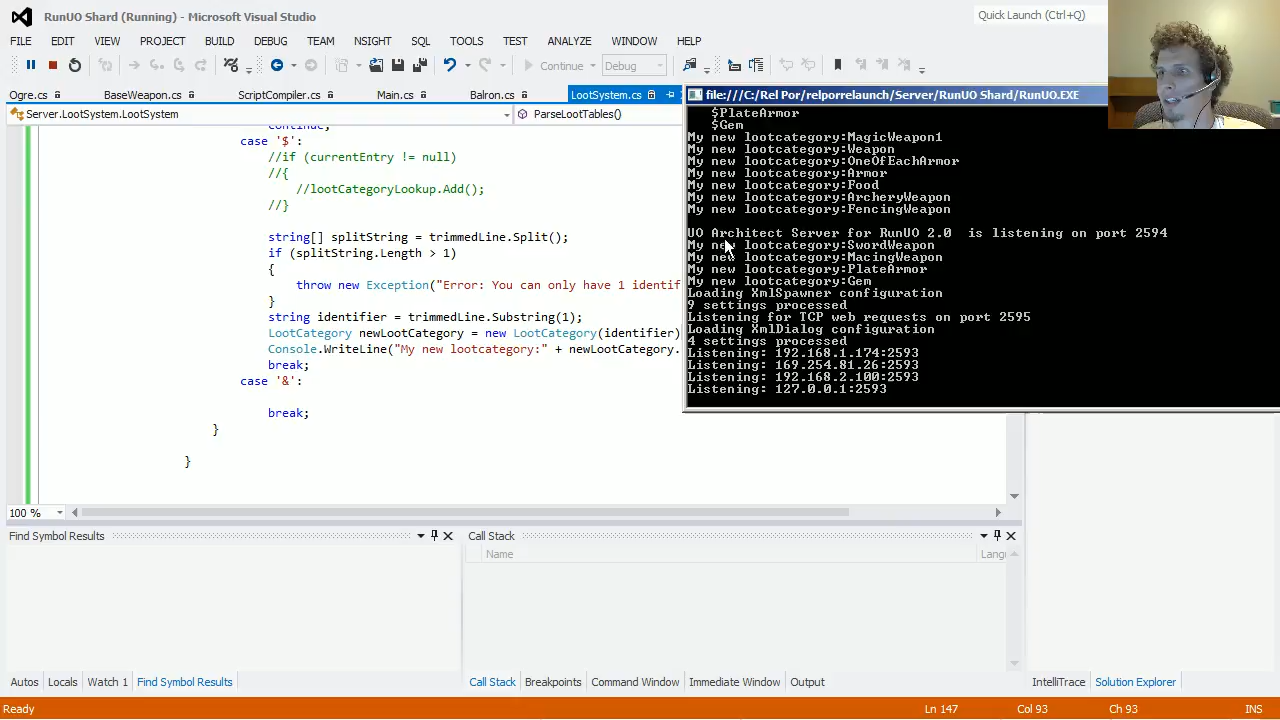 RunUO Shard (Running) - Microsoft Visual Studio
Quick Launch (Ctrl+Q)
FILE EDIT VIEW PROJECT BUILD DEBUG TEAM NSIGHT SQL TOOLS TEST ANALYZE WINDOW HELP
Continue Debug
Ogre.cs BaseWeapon.cs ScriptCompiler.cs Main.cs Balron.cs LootSystem.cs
Server.LootSystem.LootSystem ParseLootTables()
continue;
case '$':
//if (currentEntry != null)
//{
//lootCategoryLookup.Add();
//}
string[] splitString = trimmedLine.Split();
if (splitString.Length > 1)
{
throw new Exception("Error: You can only have 1 identif
}
string identifier = trimmedLine.Substring(1);
LootCategory newLootCategory = new LootCategory(identifier)
Console.WriteLine("My new lootcategory:" + newLootCategory.
break;
case '&':
break;
}
}
file:///C:/Rel Por/relporrelaunch/Server/RunUO Shard/RunUO.EXE
$PlateArmor
$Gem
My new lootcategory:MagicWeapon1
My new lootcategory:Weapon
My new lootcategory:OneOfEachArmor
My new lootcategory:Armor
My new lootcategory:Food
My new lootcategory:ArcheryWeapon
My new lootcategory:FencingWeapon
UO Architect Server for RunUO 2.0  is listening on port 2594
My new lootcategory:SwordWeapon
My new lootcategory:MacingWeapon
My new lootcategory:PlateArmor
My new lootcategory:Gem
Loading XmlSpawner configuration
9 settings processed
Listening for TCP web requests on port 2595
Loading XmlDialog configuration
4 settings processed
Listening: 192.168.1.174:2593
Listening: 169.254.81.26:2593
Listening: 192.168.2.100:2593
Listening: 127.0.0.1:2593
100 %
Find Symbol Results
Call Stack
Name Langu
Autos Locals Watch 1 Find Symbol Results
Call Stack Breakpoints Command Window Immediate Window Output
IntelliTrace Solution Explorer
Ready Ln 147 Col 93 Ch 93 INS